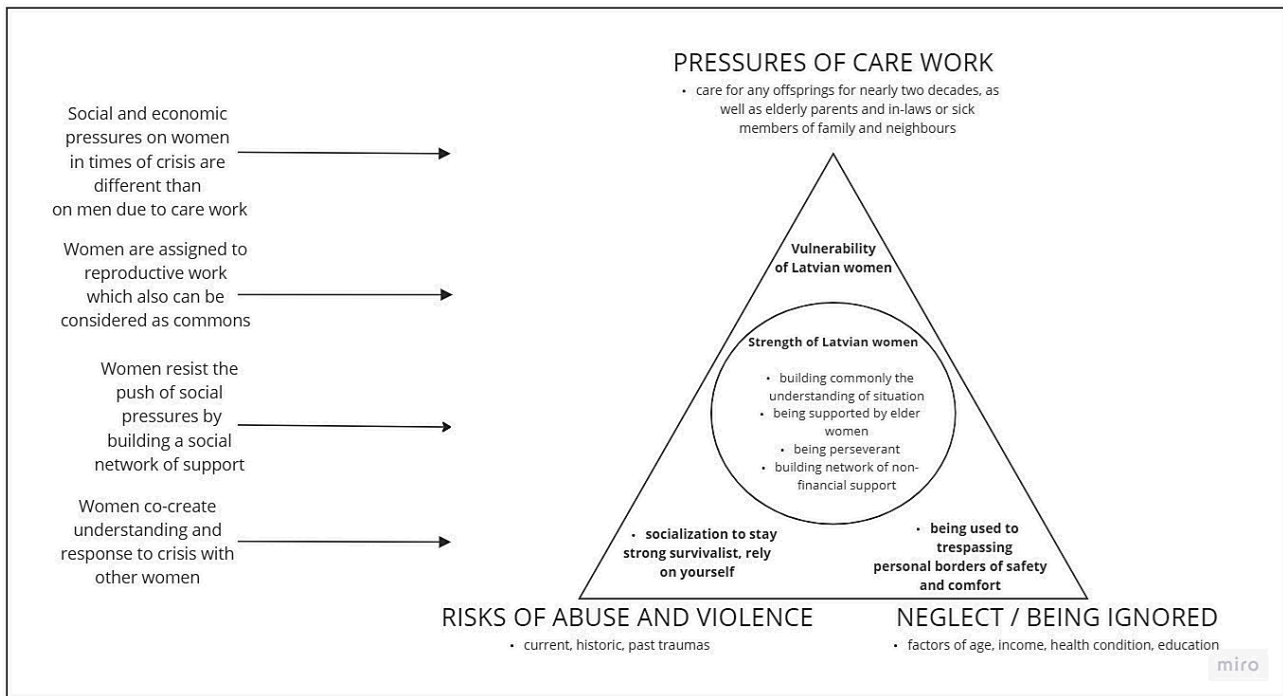 Social and economic
pressures on women
in times of crisis are
different than
on men due to care work
Women are assigned to
reproductive work
which also can be
considered as commons
Women resist the
push of social
pressures by
building a social
network of support
Women co-create
understanding and
response to crisis with
other women
PRESSURES OF CARE WORK
• care for any offsprings for nearly two decades, as
well as elderly parents and in-laws or sick
members of family and neighbours
Vulnerability
of Latvian women
Strength of Latvian women
• building commonly the
understanding of situation
• being supported by elder
women
• being perseverant
• building network of non-
financial support
• socialization to stay
strong survivalist, rely
on yourself
• being used to
trespassing
personal borders of safety
and comfort
RISKS OF ABUSE AND VIOLENCE
• current, historic, past traumas
NEGLECT / BEING IGNORED
• factors of age, income, health condition, education
miro